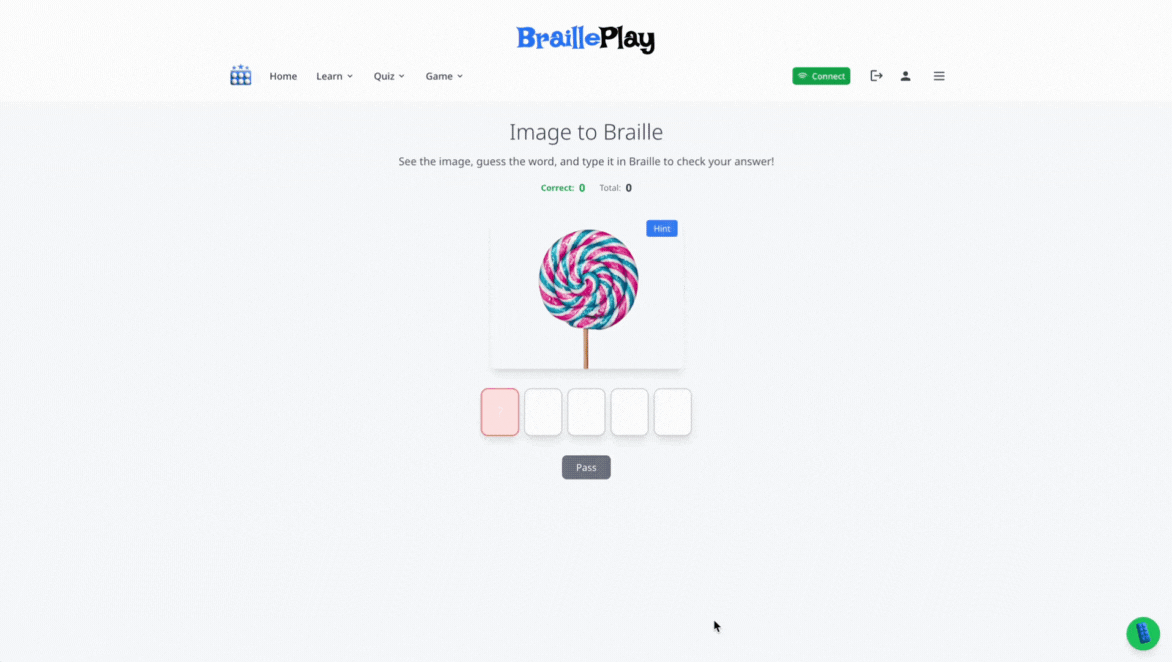 BraillePlay
Home Learn Quiz Game Connect
Image to Braille
See the image, guess the word, and type it in Braille to check your answer!
Correct: 0 Total: 0
Hint
Pass